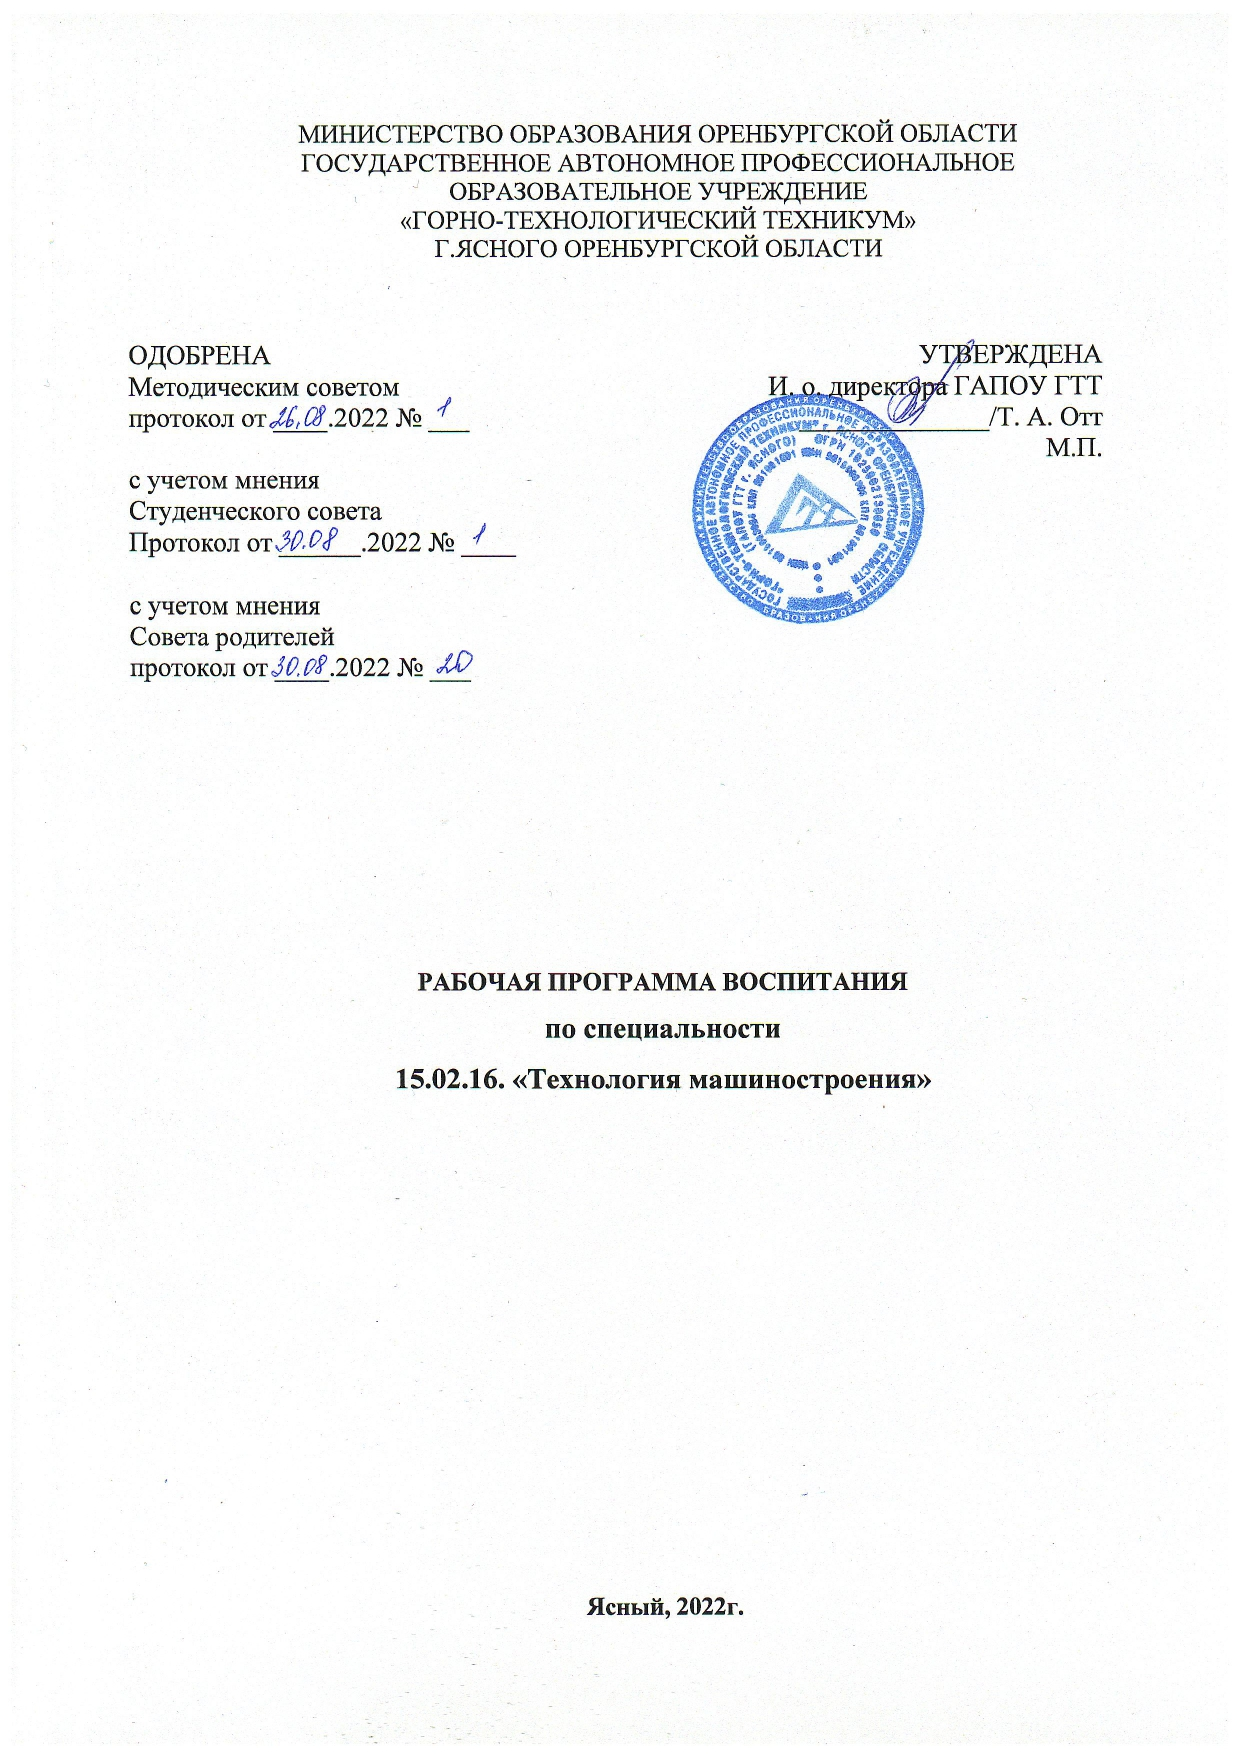 МИНИСТЕРСТВО ОБРАЗОВАНИЯ ОРЕНБУРГСКОЙ ОБЛАСТИ
ГОСУДАРСТВЕННОЕ АВТОНОМНОЕ ПРОФЕССИОНАЛЬНОЕ
ОБРАЗОВАТЕЛЬНОЕ УЧРЕЖДЕНИЕ
«ГОРНО-ТЕХНОЛОГИЧЕСКИЙ ТЕХНИКУМ»
Г.ЯСНОГО ОРЕНБУРГСКОЙ ОБЛАСТИ
ОДОБРЕНА
Методическим советом
протокол от 26.08.2022 № 1
с учетом мнения
Студенческого совета
Протокол от 30.08.2022 № 1
с учетом мнения
Совета родителей
протокол от 30.08.2022 № 20
УТВЕРЖДЕНА
И. о. директора ГАПОУ ГТТ
/Т. А. Отт
М.П.
РАБОЧАЯ ПРОГРАММА ВОСПИТАНИЯ
по специальности
15.02.16. «Технология машиностроения»
Ясный, 2022г.